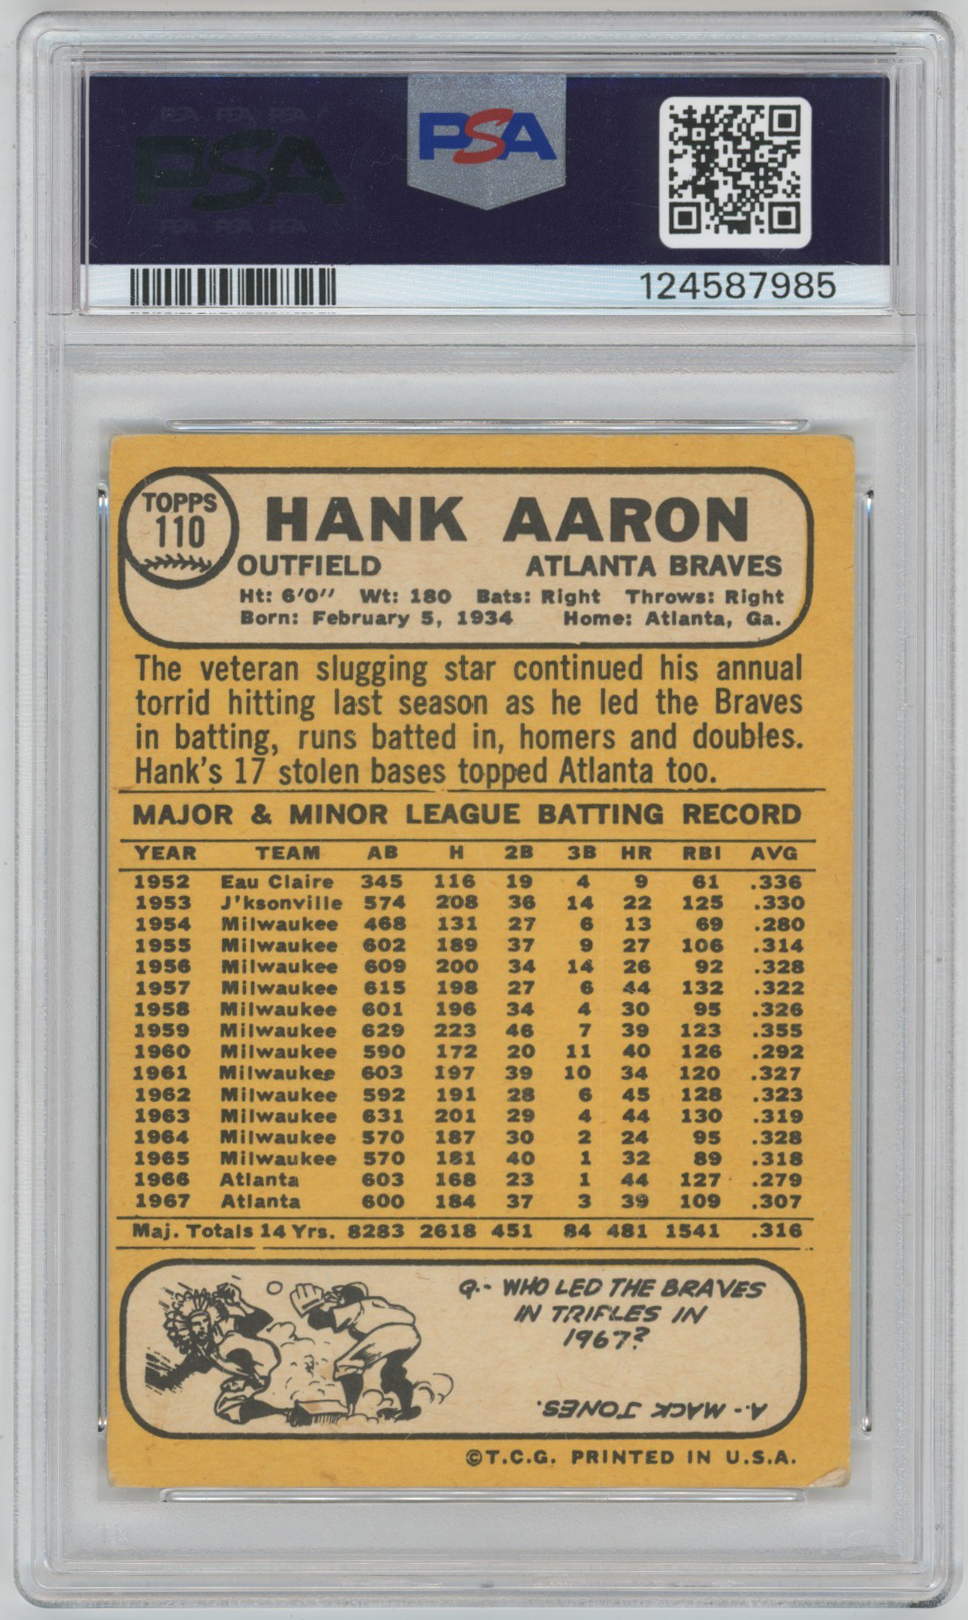 PSA PSA PSA
PSA
PSA PSA PSA
PSA
124587985
TOPPS
110
HANK AARON
OUTFIELD ATLANTA BRAVES
Ht: 6'0" Wt: 180 Bats: Right Throws: Right
Born: February 5, 1934 Home: Atlanta, Ga.
The veteran slugging star continued his annual
torrid hitting last season as he led the Braves
in batting, runs batted in, homers and doubles.
Hank's 17 stolen bases topped Atlanta too.
MAJOR & MINOR LEAGUE BATTING RECORD
YEAR TEAM AB H 2B 3B HR RBI AVG
1952 Eau Claire 345 116 19 4 9 61 .336
1953 J'ksonville 574 208 36 14 22 125 .330
1954 Milwaukee 468 131 27 6 13 69 .280
1955 Milwaukee 602 189 37 9 27 106 .314
1956 Milwaukee 609 200 34 14 26 92 .328
1957 Milwaukee 615 198 27 6 44 132 .322
1958 Milwaukee 601 196 34 4 30 95 .326
1959 Milwaukee 629 223 46 7 39 123 .355
1960 Milwaukee 590 172 20 11 40 126 .292
1961 Milwaukee 603 197 39 10 34 120 .327
1962 Milwaukee 592 191 28 6 45 128 .323
1963 Milwaukee 631 201 29 4 44 130 .319
1964 Milwaukee 570 187 30 2 24 95 .328
1965 Milwaukee 570 181 40 1 32 89 .318
1966 Atlanta 603 168 23 1 44 127 .279
1967 Atlanta 600 184 37 3 39 109 .307
Maj. Totals 14 Yrs. 8283 2618 451 84 481 1541 .316
Q.- WHO LED THE BRAVES
IN TRIFLES IN
1967?
A.- MACK JONES.
©T.C.G. PRINTED IN U.S.A.